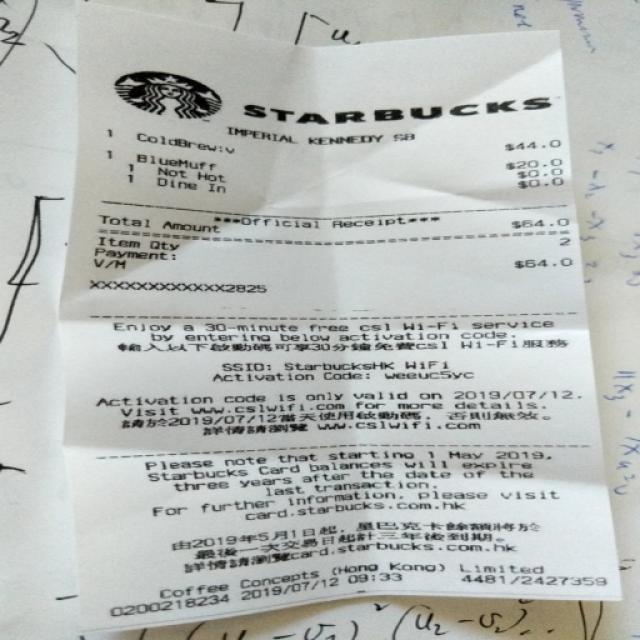 STARBUCKS
IMPERIAL KENNEDY SB
1 ColdBrew:v $44.0
1 BlueMuff $20.0
1 Not Hot $0.0
1 Dine In $0.0
***Official Receipt***
Total Amount $64.0
Item Qty 2
Payment:
V/M $64.0
XXXXXXXXXXXX2825
Enjoy a 30-minute free csl Wi-Fi service
by entering below activation code.
輸入以下啟動碼可享30分鐘免費csl Wi-Fi服務
SSID: StarbucksHK WiFi
Activation Code: weeuc5yc
Activation code is only valid on 2019/07/12.
Visit www.cslwifi.com for more details.
請於2019/07/12當天使用啟動碼，否則無效。
詳情請瀏覽 www.cslwifi.com
Please note that starting 1 May 2019,
Starbucks Card balances will expire
three years after the date of the
last transaction.
For further information, Please visit
card.starbucks.com.hk
由2019年5月1日起，星巴克卡餘額將於
最後一次交易日起計三年後到期。
詳情請瀏覽card.starbucks.com.hk
Coffee Concepts (Hong Kong) Limited
0200218234 2019/07/12 09:33 4481/2427359